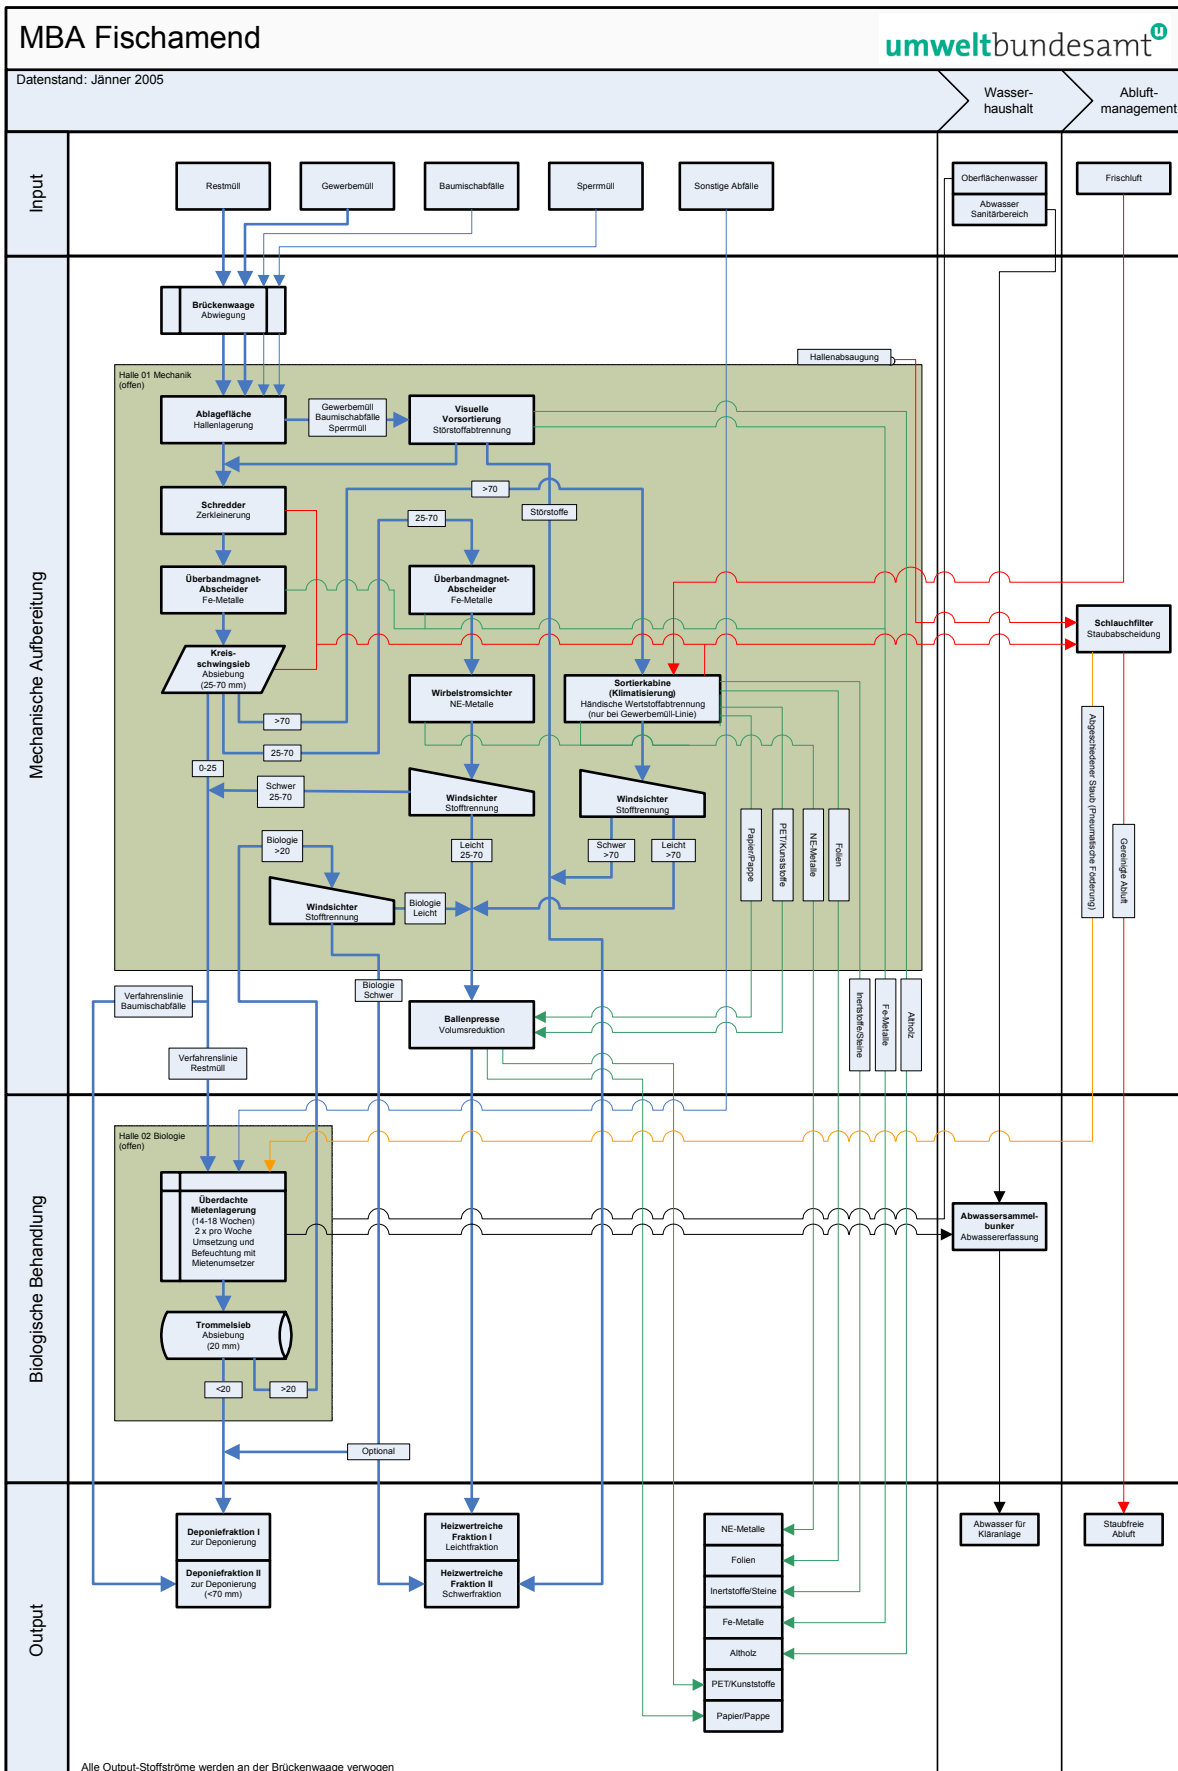 MBA Fischamend
umweltbundesamt
u
Datenstand: Jänner 2005
Wasser-
haushalt
Abluft-
management
Input
Restmüll
Gewerbemüll
Baumischabfälle
Sperrmüll
Sonstige Abfälle
Oberflächenwasser
Abwasser
Sanitärbereich
Frischluft
Mechanische Aufbereitung
Brückenwaage
Abwiegung
Hallenabsaugung
Halle 01 Mechanik
(offen)
Ablagefläche
Hallenlagerung
Gewerbemüll
Baumischabfälle
Sperrmüll
Visuelle
Vorsortierung
Störstoffabtrennung
Schredder
Zerkleinerung
>70
25-70
Störstoffe
Überbandmagnet-
Abscheider
Fe-Metalle
Überbandmagnet-
Abscheider
Fe-Metalle
Schlauchfilter
Staubabscheidung
Kreis-
schwingsieb
Absiebung
(25-70 mm)
Wirbelstromsichter
NE-Metalle
Sortierkabine
(Klimatisierung)
Händische Wertstoffabtrennung
(nur bei Gewerbemüll-Linie)
>70
25-70
0-25
Schwer
25-70
Windsichter
Stofftrennung
Windsichter
Stofftrennung
Biologie
>20
Leicht
25-70
Schwer
>70
Leicht
>70
Papier/Pappe
PET/Kunststoffe
NE-Metalle
Folien
Abgeschiedener Staub (Pneumatische Förderung)
Gereinigte Abluft
Windsichter
Stofftrennung
Biologie
Leicht
Biologie
Schwer
Verfahrenslinie
Baumischabfälle
Ballenpresse
Volumsreduktion
Inertstoffe/Steine
Fe-Metalle
Altholz
Verfahrenslinie
Restmüll
Biologische Behandlung
Halle 02 Biologie
(offen)
Überdachte
Mietenlagerung
(14-18 Wochen)
2 x pro Woche
Umsetzung und
Befeuchtung mit
Mietenumsetzer
Abwassersammel-
bunker
Abwassererfassung
Trommelsieb
Absiebung
(20 mm)
<20
>20
Optional
Output
Deponiefraktion I
zur Deponierung
Deponiefraktion II
zur Deponierung
(<70 mm)
Heizwertreiche
Fraktion I
Leichtfraktion
Heizwertreiche
Fraktion II
Schwerfraktion
NE-Metalle
Folien
Inertstoffe/Steine
Fe-Metalle
Altholz
PET/Kunststoffe
Papier/Pappe
Abwasser für
Kläranlage
Staubfreie
Abluft
Alle Output-Stoffströme werden an der Brückenwaage verwogen